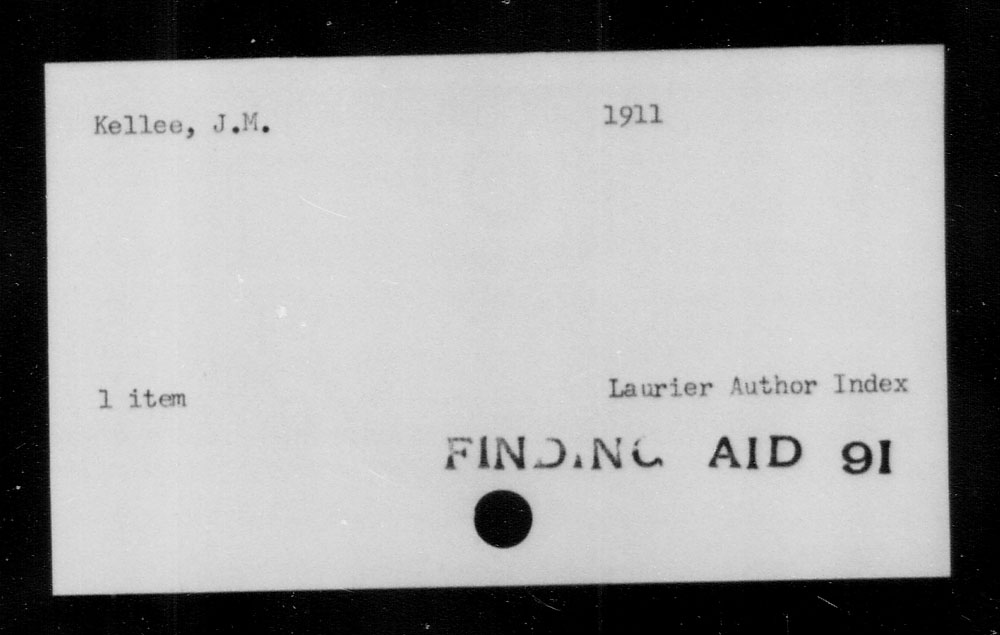 Kellee, J.M. 1911
1 item Laurier Author Index
FINDING AID 91